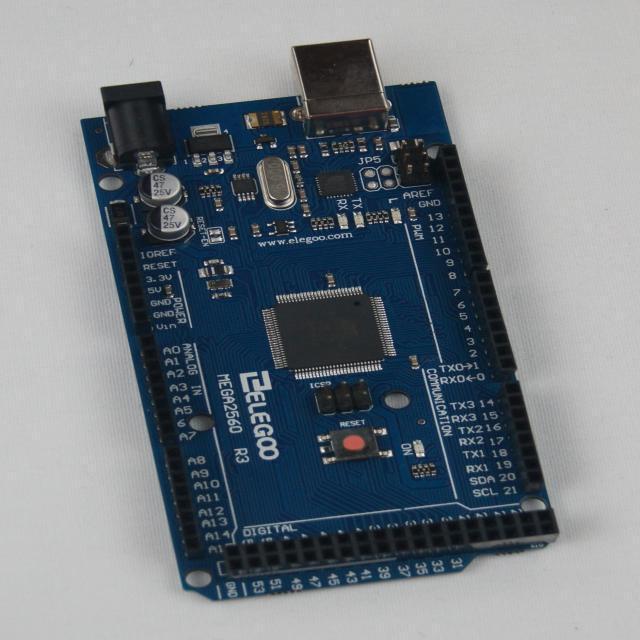 CS
47
25V
CS
47
25V
RESET-EN
JP5
RX
TX
L
www.elegoo.com
AREF
GND
13
12
11
10
9
8
PWM
7
6
5
4
3
2
TX0→1
RX0←0
COMMUNICATION
TX3 14
RX3 15
TX2 16
RX2 17
TX1 18
RX1 19
SDA 20
SCL 21
IOREF
RESET
3.3V
5V
GND
GND
Vin
POWER
ANALOG IN
A0
A1
A2
A3
A4
A5
6
A7
A8
A9
A10
A11
A12
A13
A14
ELEGOO
MEGA2560 R3
ICSP
RESET
ON
DIGITAL
GND
53
51
49
47
45
43
41
39
37
35
33
31